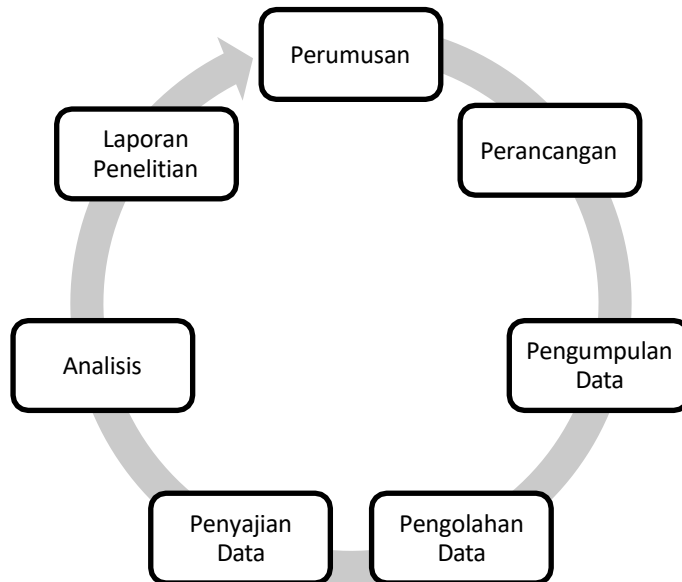 Perumusan
Perancangan
Pengumpulan
Data
Pengolahan
Data
Penyajian
Data
Analisis
Laporan
Penelitian